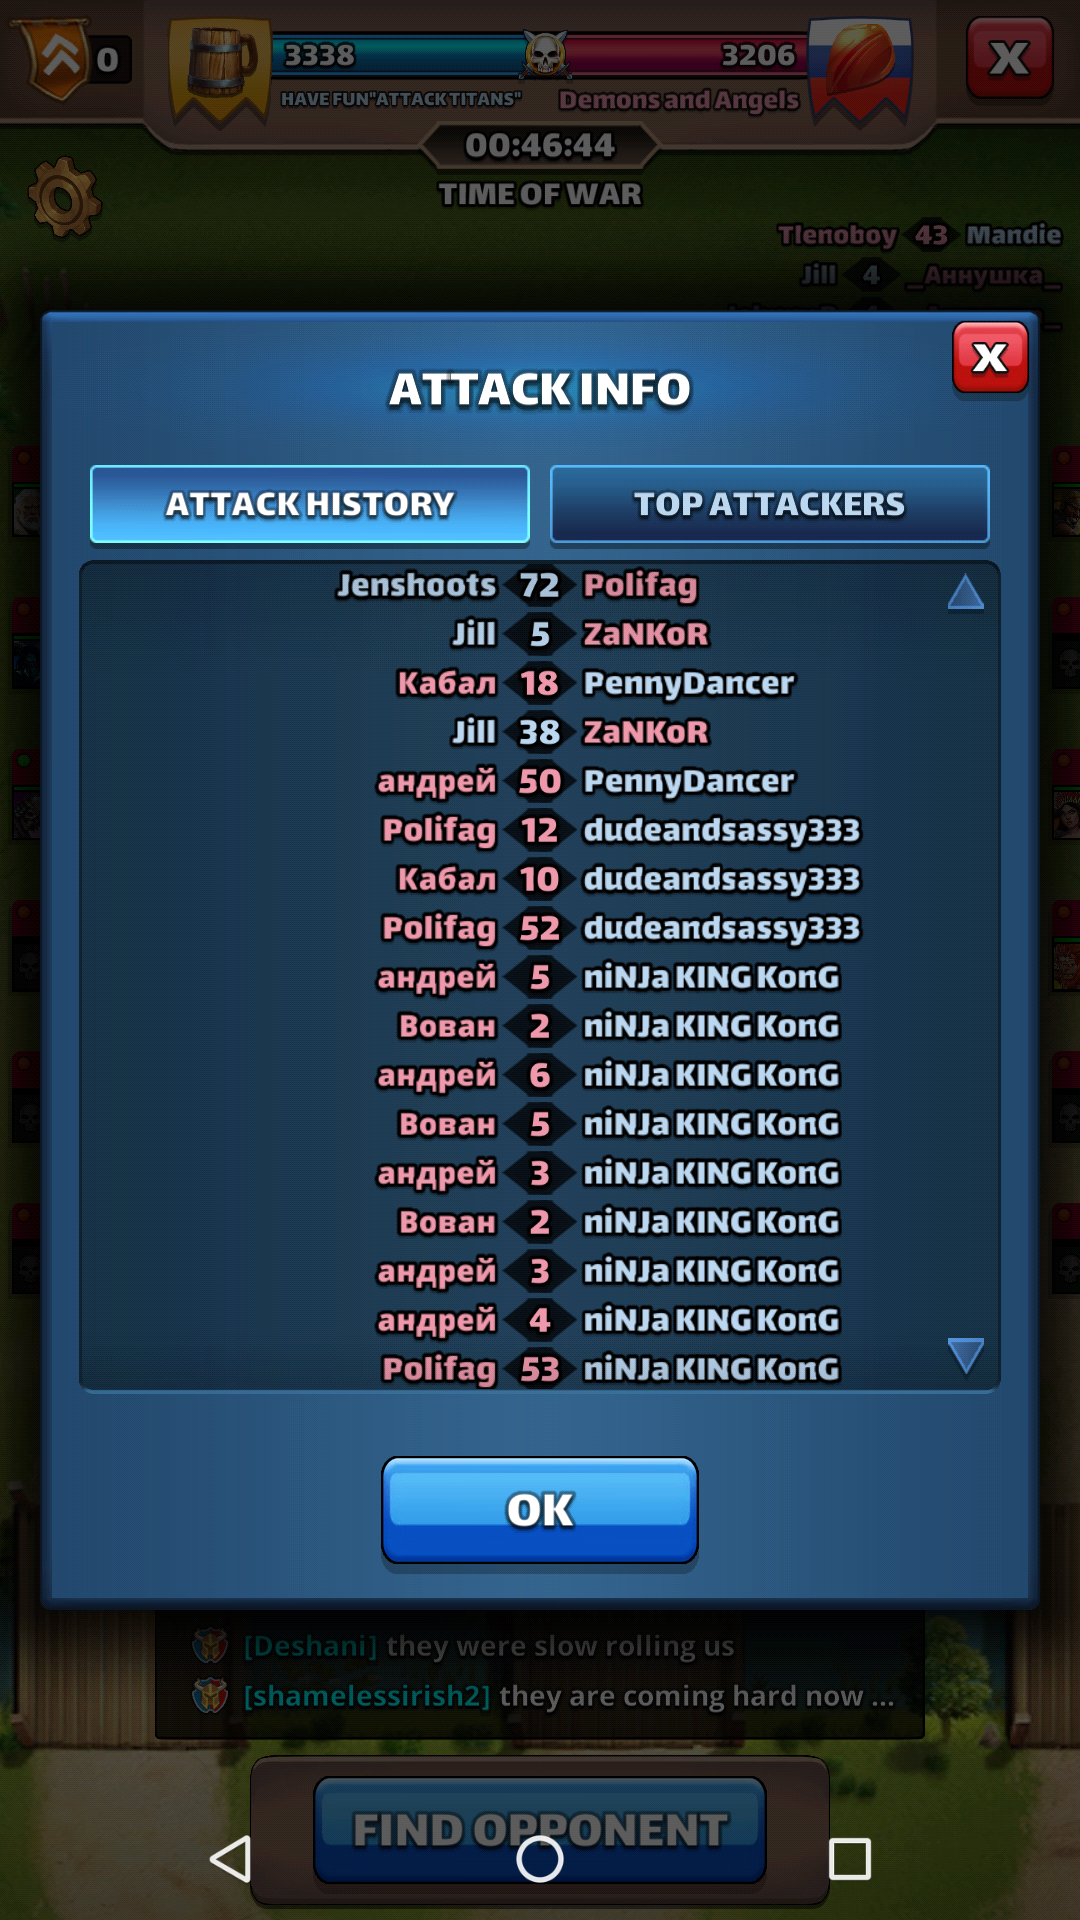 0
3338 3206
HAVE FUN"ATTACK TITANS" Demons and Angels
00:46:44
TIME OF WAR
Tlenoboy 43 Mandie
Jill 4 _Аннушка_
X
ATTACK INFO
X
ATTACK HISTORY TOP ATTACKERS
Jenshoots 72 Polifag
Jill 5 ZaNKoR
Кабал 18 PennyDancer
Jill 38 ZaNKoR
андрей 50 PennyDancer
Polifag 12 dudeandsassy333
Кабал 10 dudeandsassy333
Polifag 52 dudeandsassy333
андрей 5 niNJa KING KonG
Вован 2 niNJa KING KonG
андрей 6 niNJa KING KonG
Вован 5 niNJa KING KonG
андрей 3 niNJa KING KonG
Вован 2 niNJa KING KonG
андрей 3 niNJa KING KonG
андрей 4 niNJa KING KonG
Polifag 53 niNJa KING KonG
OK
[Deshani] they were slow rolling us
[shamelessirish2] they are coming hard now ...
FIND OPPONENT